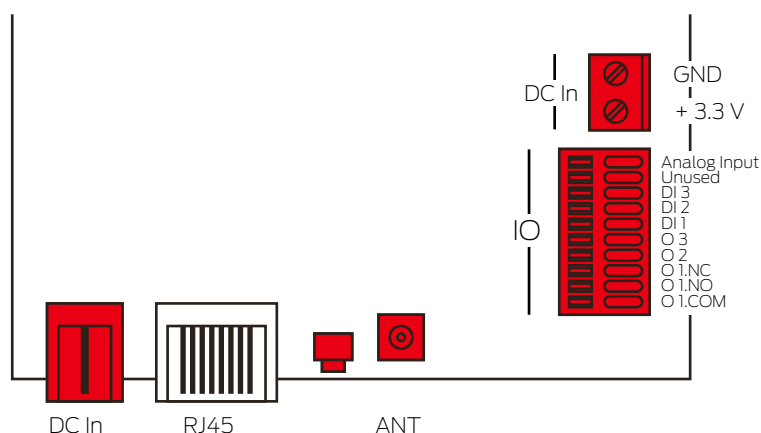 GND
DC In
+ 3.3 V
Analog Input
Unused
DI 3
DI 2
DI 1
IO
O 3
O 2
O 1.NC
O 1.NO
O 1.COM
DC In
RJ45
ANT